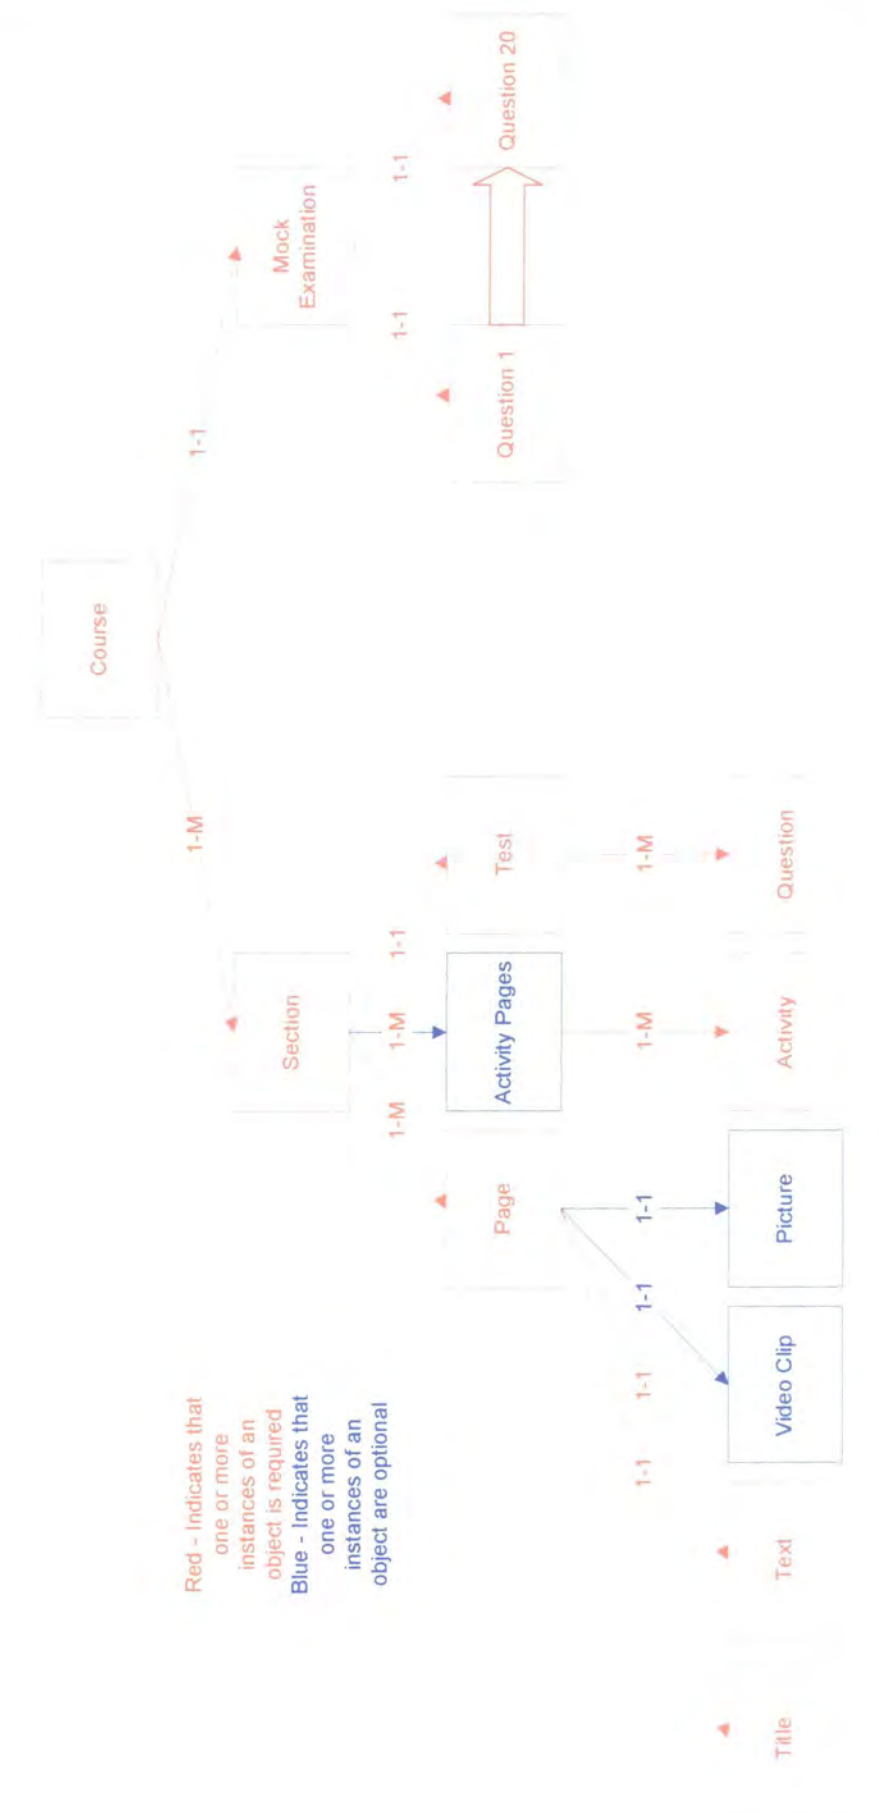 Course
1-M
1-1
Red - Indicates that
one or more
instances of an
object is required
Blue - Indicates that
one or more
instances of an
object are optional
Section
Mock
Examination
1-M
1-M
1-1
1-1
1-1
Page
Activity Pages
Test
Question 1
Question 20
1-1
1-1
1-1
1-1
1-M
1-M
Title
Text
Video Clip
Picture
Activity
Question